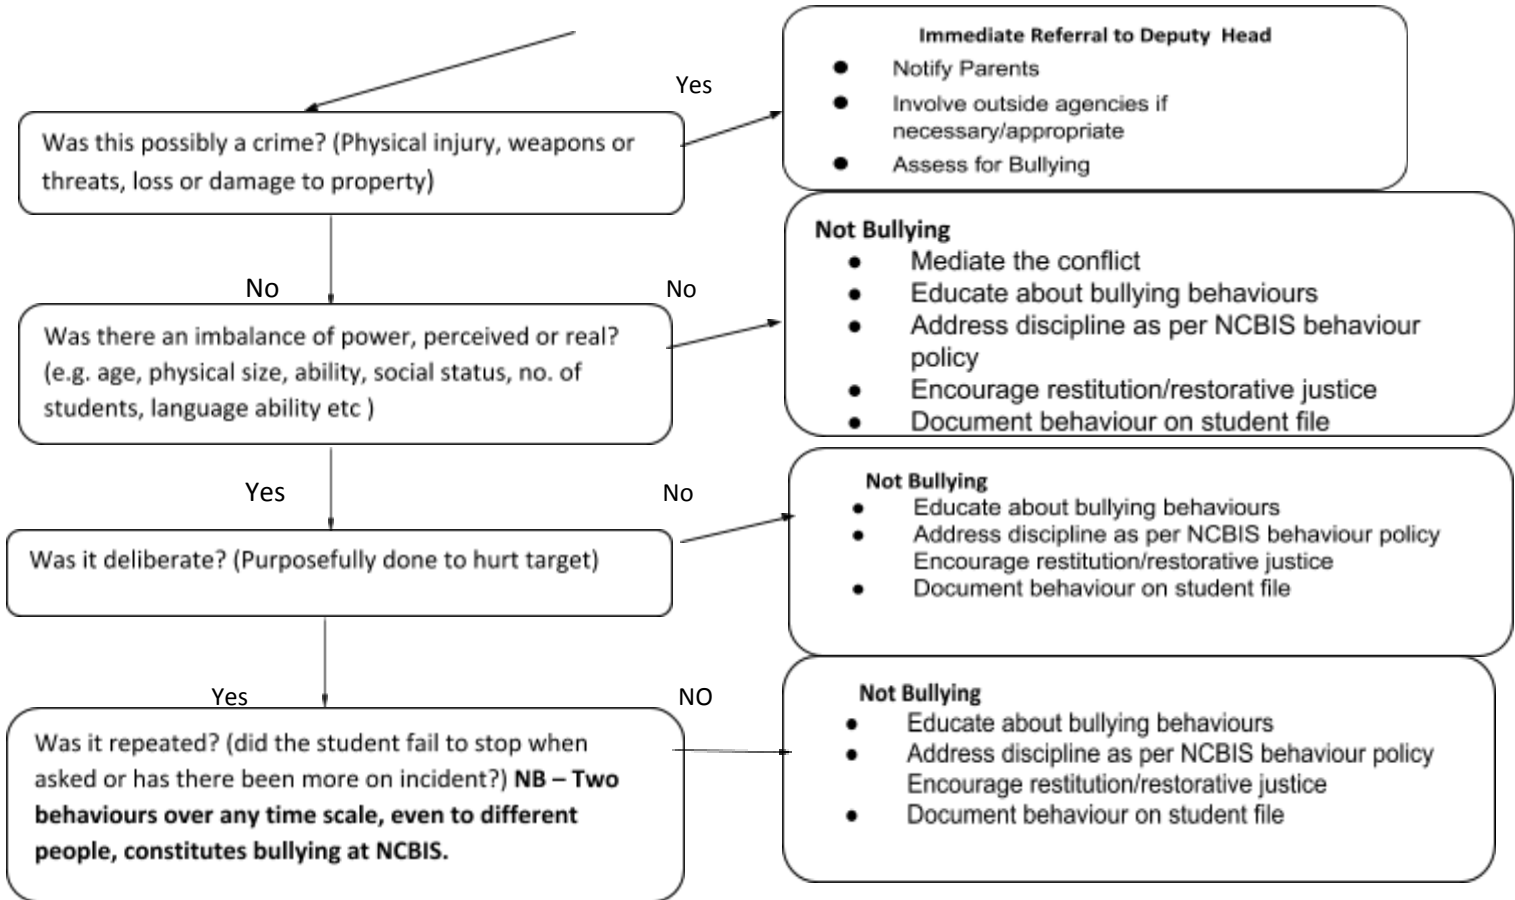 Immediate Referral to Deputy Head
● Notify Parents
● Involve outside agencies if
necessary/appropriate
● Assess for Bullying
Yes
Was this possibly a crime? (Physical injury, weapons or
threats, loss or damage to property)
No
No
Not Bullying
● Mediate the conflict
● Educate about bullying behaviours
● Address discipline as per NCBIS behaviour
policy
● Encourage restitution/restorative justice
● Document behaviour on student file
Was there an imbalance of power, perceived or real?
(e.g. age, physical size, ability, social status, no. of
students, language ability etc )
Yes
No
Not Bullying
● Educate about bullying behaviours
● Address discipline as per NCBIS behaviour policy
Encourage restitution/restorative justice
● Document behaviour on student file
Was it deliberate? (Purposefully done to hurt target)
Yes
NO
Not Bullying
● Educate about bullying behaviours
● Address discipline as per NCBIS behaviour policy
Encourage restitution/restorative justice
● Document behaviour on student file
Was it repeated? (did the student fail to stop when
asked or has there been more on incident?) NB – Two
behaviours over any time scale, even to different
people, constitutes bullying at NCBIS.